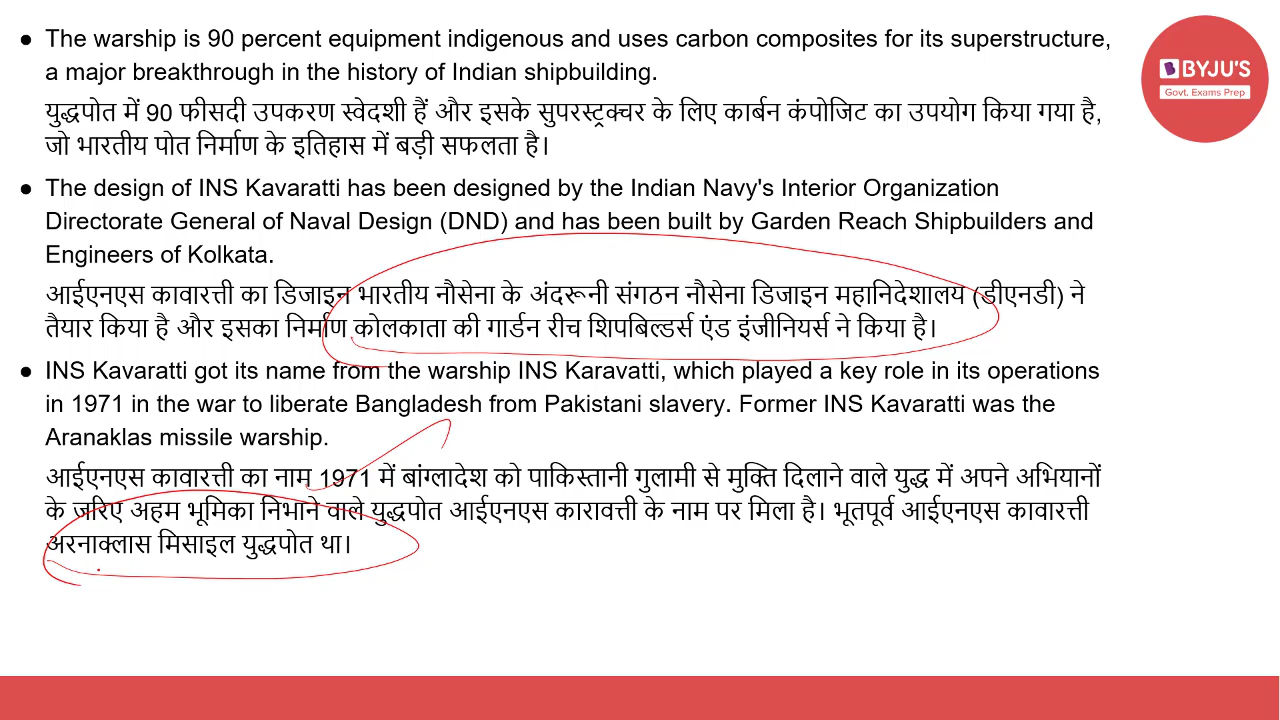 ● The warship is 90 percent equipment indigenous and uses carbon composites for its superstructure,
a major breakthrough in the history of Indian shipbuilding.
युद्धपोत में 90 फीसदी उपकरण स्वेदशी हैं और इसके सुपरस्ट्रक्चर के लिए कार्बन कंपोजिट का उपयोग किया गया है,
जो भारतीय पोत निर्माण के इतिहास में बड़ी सफलता है।
● The design of INS Kavaratti has been designed by the Indian Navy's Interior Organization
Directorate General of Naval Design (DND) and has been built by Garden Reach Shipbuilders and
Engineers of Kolkata.
आईएनएस कावारत्ती का डिजाइन भारतीय नौसेना के अंदरूनी संगठन नौसेना डिजाइन महानिदेशालय (डीएनडी) ने
तैयार किया है और इसका निर्माण कोलकाता की गार्डन रीच शिपबिल्डर्स एंड इंजीनियर्स ने किया है।
● INS Kavaratti got its name from the warship INS Karavatti, which played a key role in its operations
in 1971 in the war to liberate Bangladesh from Pakistani slavery. Former INS Kavaratti was the
Aranaklas missile warship.
आईएनएस कावारत्ती का नाम 1971 में बांग्लादेश को पाकिस्तानी गुलामी से मुक्ति दिलाने वाले युद्ध में अपने अभियानों
के जरिए अहम भूमिका निभाने वाले युद्धपोत आईएनएस कारावत्ती के नाम पर मिला है। भूतपूर्व आईएनएस कावारत्ती
अरनाक्लास मिसाइल युद्धपोत था।
BYJU'S
Govt. Exams Prep